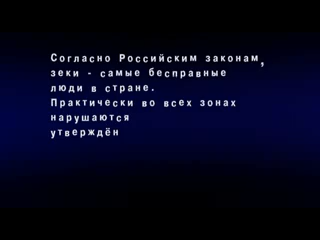 Согласно Российским законам,
зеки - самые бесправные
люди в стране.
Практически во всех зонах
нарушаются
утверждён